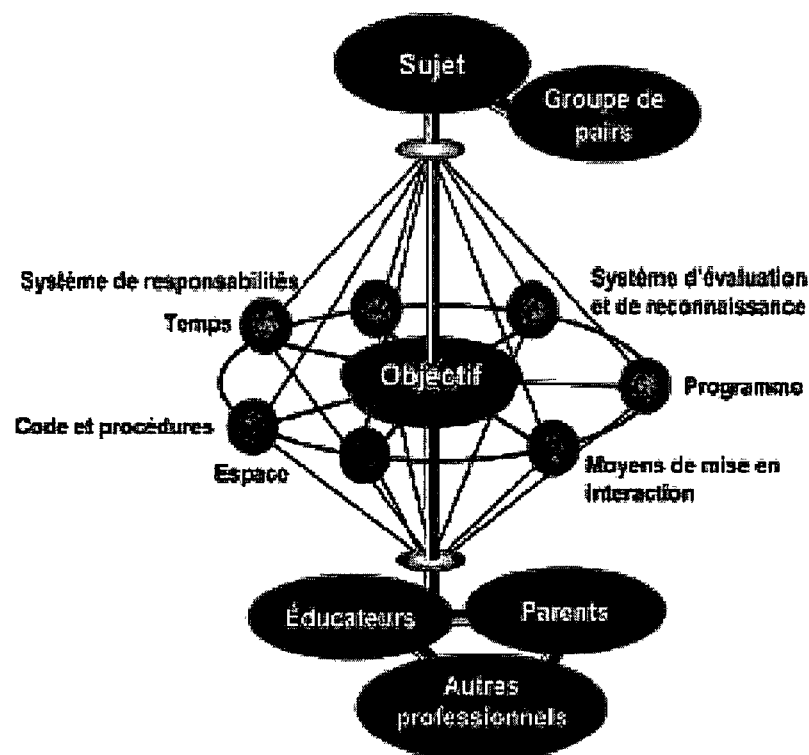 Sujet
Groupe de
pairs
Système de responsabilités
Système d'évaluation
et de reconnaissance
Temps
Objectif
Programme
Code et procédures
Espace
Moyens de mise en
interaction
Éducateurs
Parents
Autres
professionnels